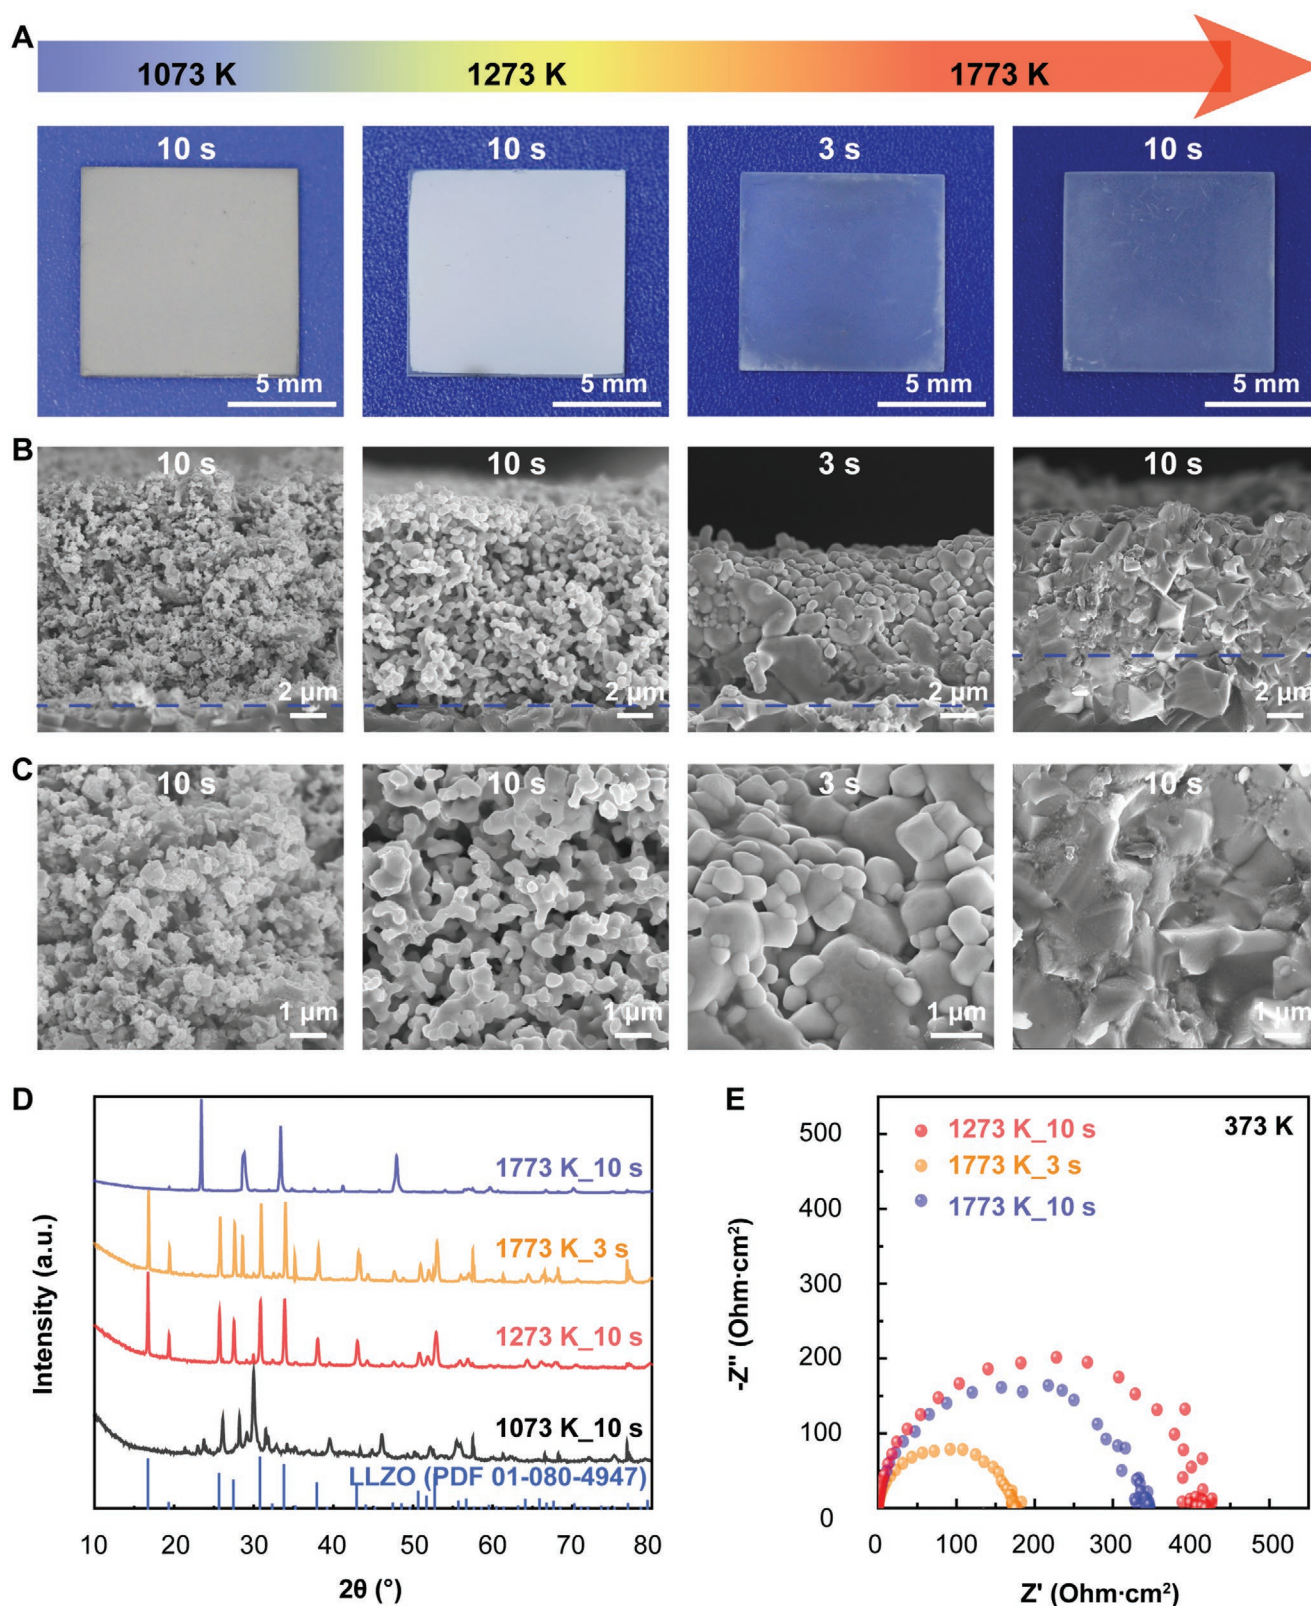 A
1073 K 1273 K 1773 K
10 s 10 s 3 s 10 s
5 mm 5 mm 5 mm 5 mm
B
10 s 10 s 3 s 10 s
2 μm 2 μm 2 μm 2 μm
C
10 s 10 s 3 s 10 s
1 μm 1 μm 1 μm 1 μm
D
Intensity (a.u.)
1773 K_10 s
1773 K_3 s
1273 K_10 s
1073 K_10 s
LLZO (PDF 01-080-4947)
10 20 30 40 50 60 70 80
2θ (°)
E
373 K
1273 K_10 s
1773 K_3 s
1773 K_10 s
-Z" (Ohm·cm²)
500
400
300
200
100
0
0 100 200 300 400 500
Z' (Ohm·cm²)